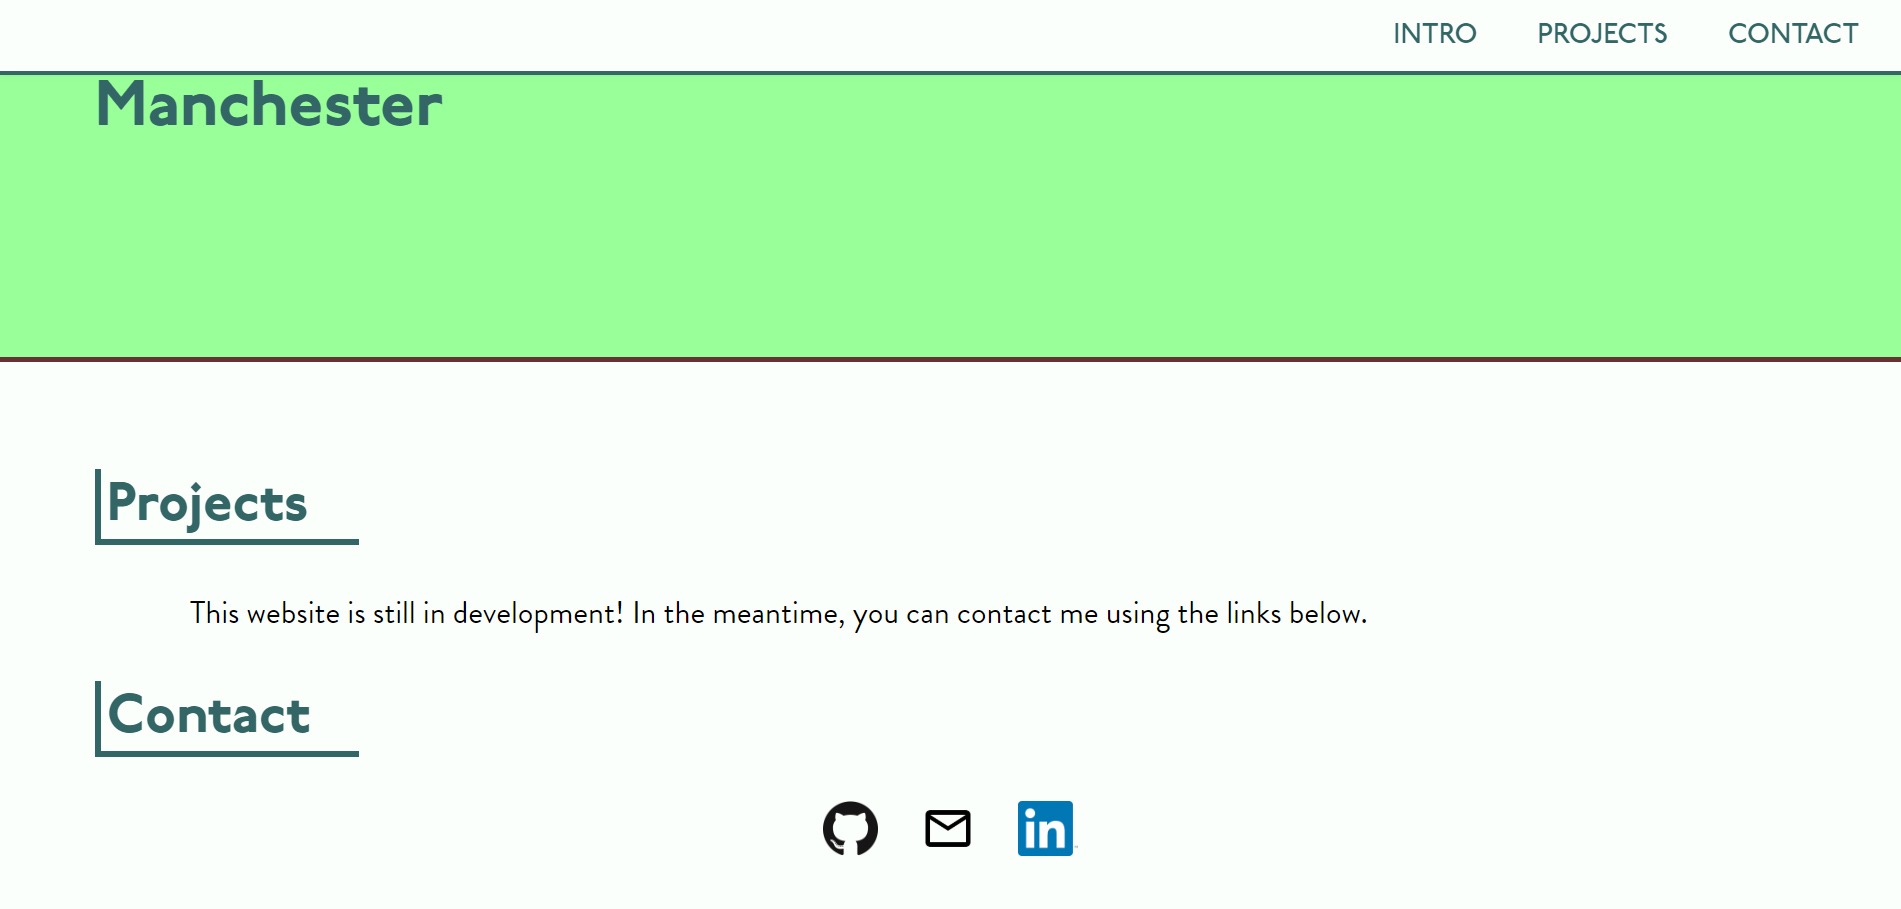 INTRO PROJECTS CONTACT
Manchester
Projects
This website is still in development! In the meantime, you can contact me using the links below.
Contact
in